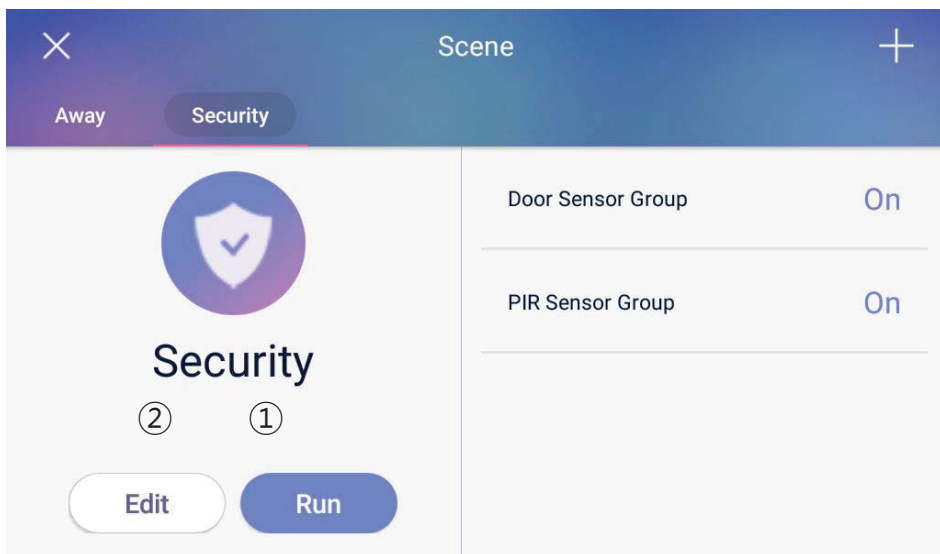 Scene
Away Security
Door Sensor Group On
PIR Sensor Group On
Security
② ①
Edit Run